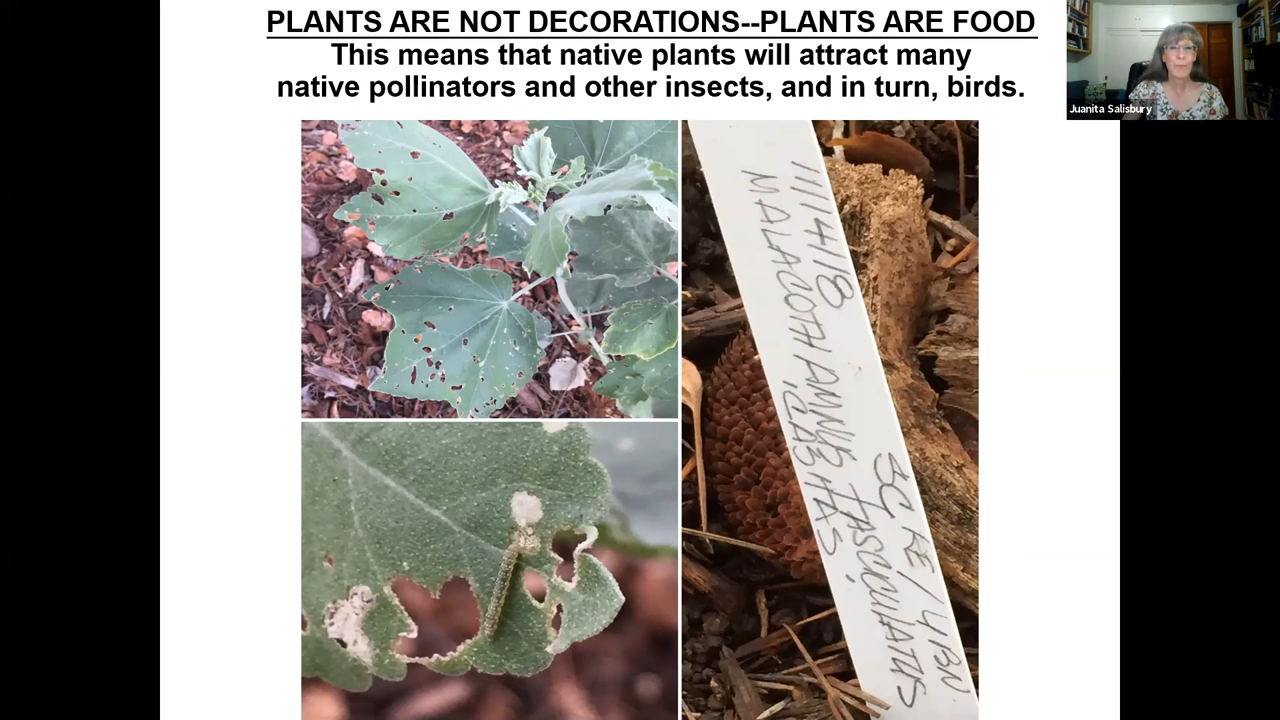 PLANTS ARE NOT DECORATIONS--PLANTS ARE FOOD
This means that native plants will attract many
native pollinators and other insects, and in turn, birds.
Juanita Salisbury
11/14/18
MALACOTHAMNUS FASCICULATUS
'CASITAS'